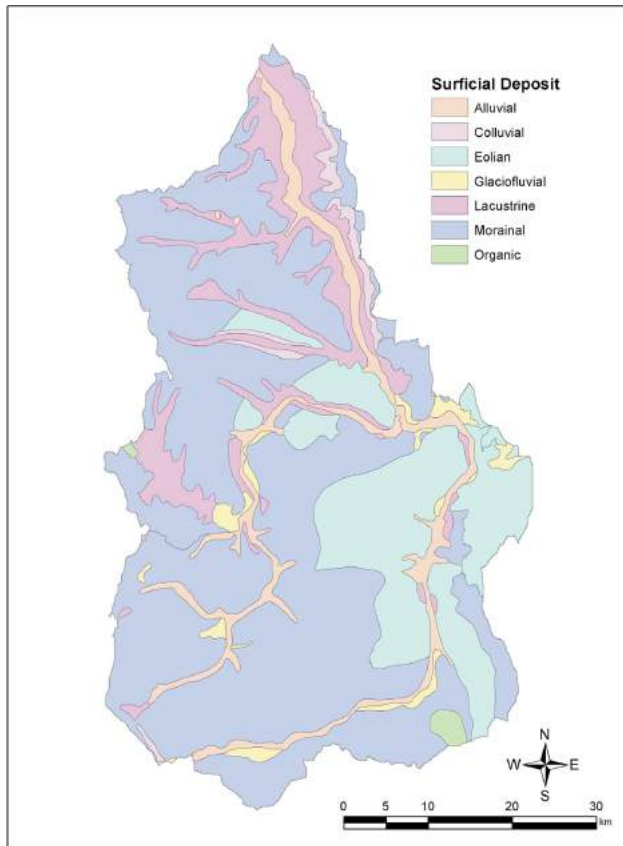 Surficial Deposit
Alluvial
Colluvial
Eolian
Glaciofluvial
Lacustrine
Morainal
Organic
N
W E
S
0 5 10 20 30
km